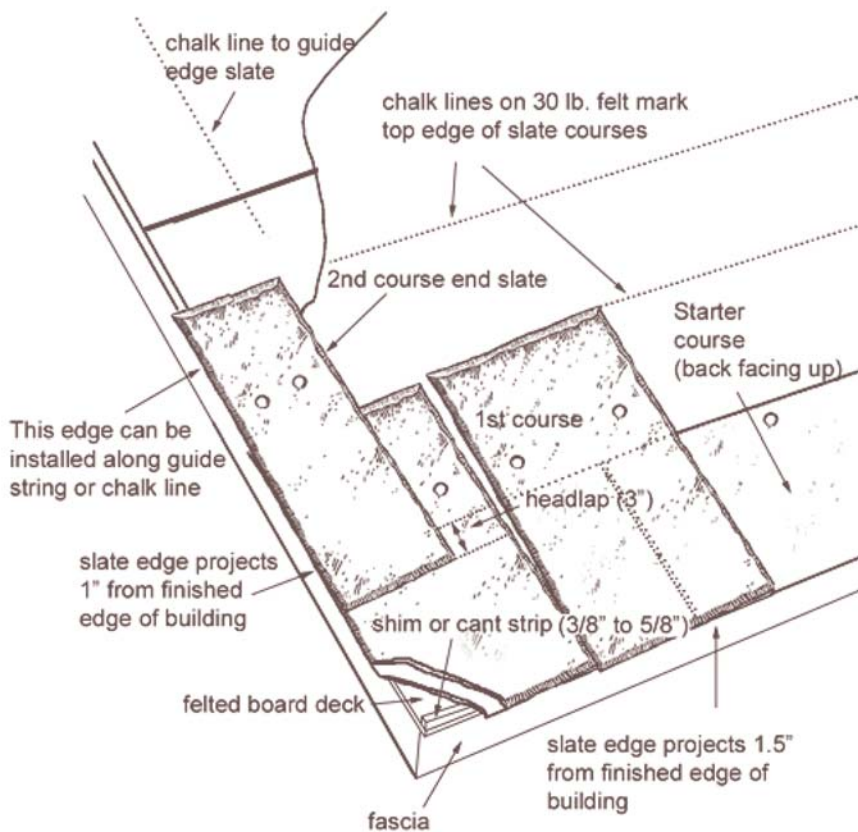 chalk line to guide
edge slate
chalk lines on 30 lb. felt mark
top edge of slate courses
2nd course end slate
Starter
course
(back facing up)
1st course
This edge can be
installed along guide
string or chalk line
headlap (3")
slate edge projects
1" from finished
edge of building
shim or cant strip (3/8" to 5/8")
felted board deck
slate edge projects 1.5"
from finished edge of
building
fascia